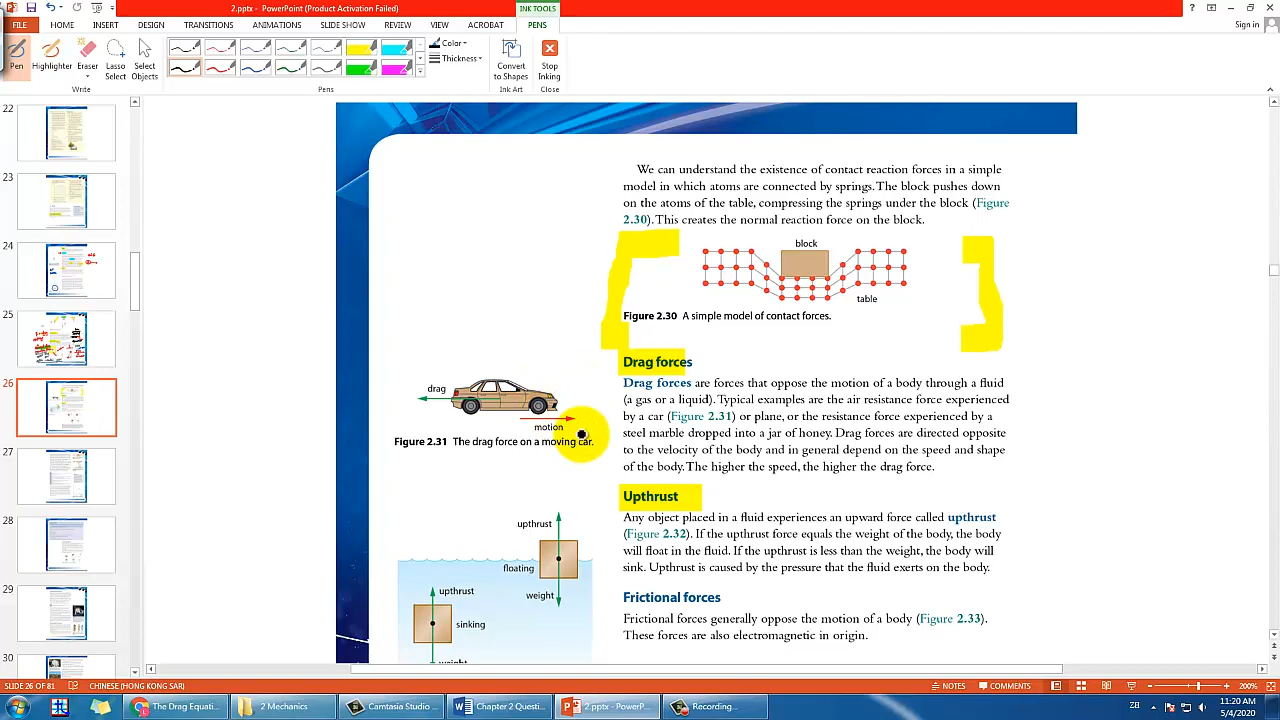 2.pptx - PowerPoint (Product Activation Failed)
INK TOOLS
FILE
HOME
INSERT
DESIGN
TRANSITIONS
ANIMATIONS
SLIDE SHOW
REVIEW
VIEW
ACROBAT
PENS
Sign in
Pen
Highlighter
Eraser
Lasso Select
Select Objects
Color
Thickness
Convert to Shapes
Stop Inking
Write
Pens
Ink Art
Close
22
23
24
25
26
We can understand the existence of contact reaction forces in a simple
model in which atoms are connected by springs. The block pushes down
on the atoms of the table, compressing the springs under the block (Figure
2.30). This creates the normal reaction force on the block.
block
table
Figure 2.30 A simple model of contact forces.
Drag forces
Drag forces are forces that oppose the motion of a body through a fluid
(a gas or a liquid). Typical examples are the air resistance force experienced
by a car (Figure 2.31) or plane, or the resistance force experienced by a
steel marble dropped into a jar of honey. Drag forces are directed opposite
to the velocity of the body and in general depend on the speed and shape
of the body. The higher the speed, the higher the drag force.
drag
motion
Figure 2.31 The drag force on a moving car.
Upthrust
Any object placed in a fluid experiences an upward force called upthrust
(Figure 2.32). If the upthrust force equals the weight of the body, the body
will float in the fluid. If the upthrust is less than the weight, the body will
sink. Upthrust is caused by the pressure that the fluid exerts on the body.
upthrust
floating
weight
upthrust
sinking
weight
Frictional forces
Frictional forces generally oppose the motion of a body (Figure 2.33).
These forces are also electromagnetic in origin.
SLIDE 26 OF 81
CHINESE (HONG KONG SAR)
NOTES
COMMENTS
200%
The Drag Equati...
2 Mechanics
Camtasia Studio ...
Chapter 2 Questi...
2.pptx - PowerP...
Recording...
ZB
11:20 AM
5/4/2020